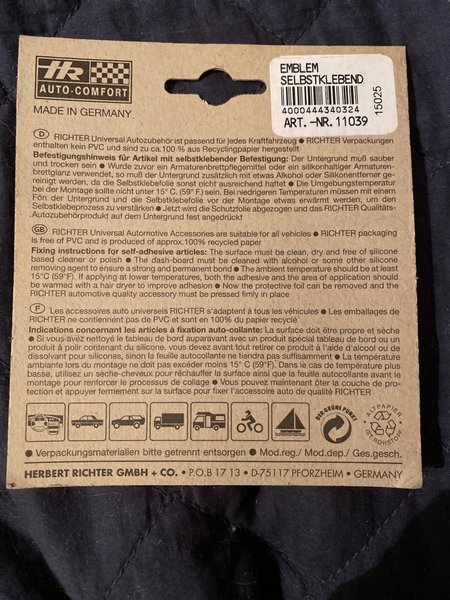 HR
AUTO-COMFORT
MADE IN GERMANY
EMBLEM
SELBSTKLEBEND
4000444340324
ART.-NR.11039
15025
D RICHTER Universal Autozubehör ist passend für jedes Kraftfahrzeug ● RICHTER Verpackungen
enthalten kein PVC und sind zu ca.100 % aus Recyclingpapier hergestellt
Befestigungshinweis für Artikel mit selbstklebender Befestigung: Der Untergrund muß sauber
und trocken sein ● Wurde zuvor ein Armaturenbrettpflegemittel oder ein silikonhaltiger Armaturen-
brettglanz verwendet, so muß der Untergrund zusätzlich mit etwas Alkohol oder Silikonentferner ge-
reinigt werden, da die Selbstklebefolie sonst nicht ausreichend haftet ● Die Umgebungstemperatur
bei der Montage sollte nicht unter 15° C. (59° F) sein. Bei niedrigeren Temperaturen müssen mit einem
Fön der Untergrund und die Selbstklebefolie vor der Montage etwas erwärmt werden, um den
Selbstklebeprozess zu verstärken ● Jetzt wird die Schutzfolie abgezogen und das RICHTER Qualitäts-
Autozubehörprodukt auf dem Untergrund fest angedrückt
GB RICHTER Universal Automotive Accessories are suitable for all vehicles ● RICHTER packaging
is free of PVC and is produced of approx.100% recycled paper
Fixing instructions for self-adhesive articles: The surface must be clean, dry and free of silicone
based cleaner or polish ● The dash-board must be cleaned with alcohol or some other silicone
removing agent to ensure a strong and permanent bond ● The ambient temperature should be at least
15°C (59°F). If applying at lower temperatures, both the adhesive and the area of application should
be warmed with a hair dryer to improve adhesion ● Now the protective foil can be removed and the
RICHTER automotive quality accessory must be pressed firmly in place
F Les accessoires auto universels RICHTER s'adaptent à tous les véhicules ● Les emballages de
RICHTER ne contiennent pas de PVC et sont en 100% du papier recyclé
Indications concernant les articles à fixation auto-collante: La surface doit être propre et sèche
● Si vous avez nettoyé le tableau de bord auparavant avec un produit spécial tableau de bord ou un
produit à polir contenant du silicone, vous devrez avant tout retirer ce produit à l'aide d'alcool ou de
dissolvant pour silicones, sinon la feuille autocollante ne tiendra pas suffisamment ● La température
ambiante lors du montage ne doit pas excéder moins 15° C (59° F). Dans le cas de température plus
basse, utilisez un sèche-cheveux pour réchauffer la surface ainsi que la feuille autocollante avant le
montage pour renforcer le processus de collage ● Vous pouvez maintenant ôter la couche de pro-
tection et appuyer fermement sur la surface pour fixer l'accessoire auto de qualité RICHTER
DER GRÜNE PUNKT
ALTPAPIER
IST ROHSTOFF
● Verpackungsmaterialien bitte getrennt entsorgen ● Mod.reg./ Mod.dep./ Ges.gesch.
HERBERT RICHTER GMBH + CO. • P.O.B 17 13 • D-75117 PFORZHEIM • GERMANY